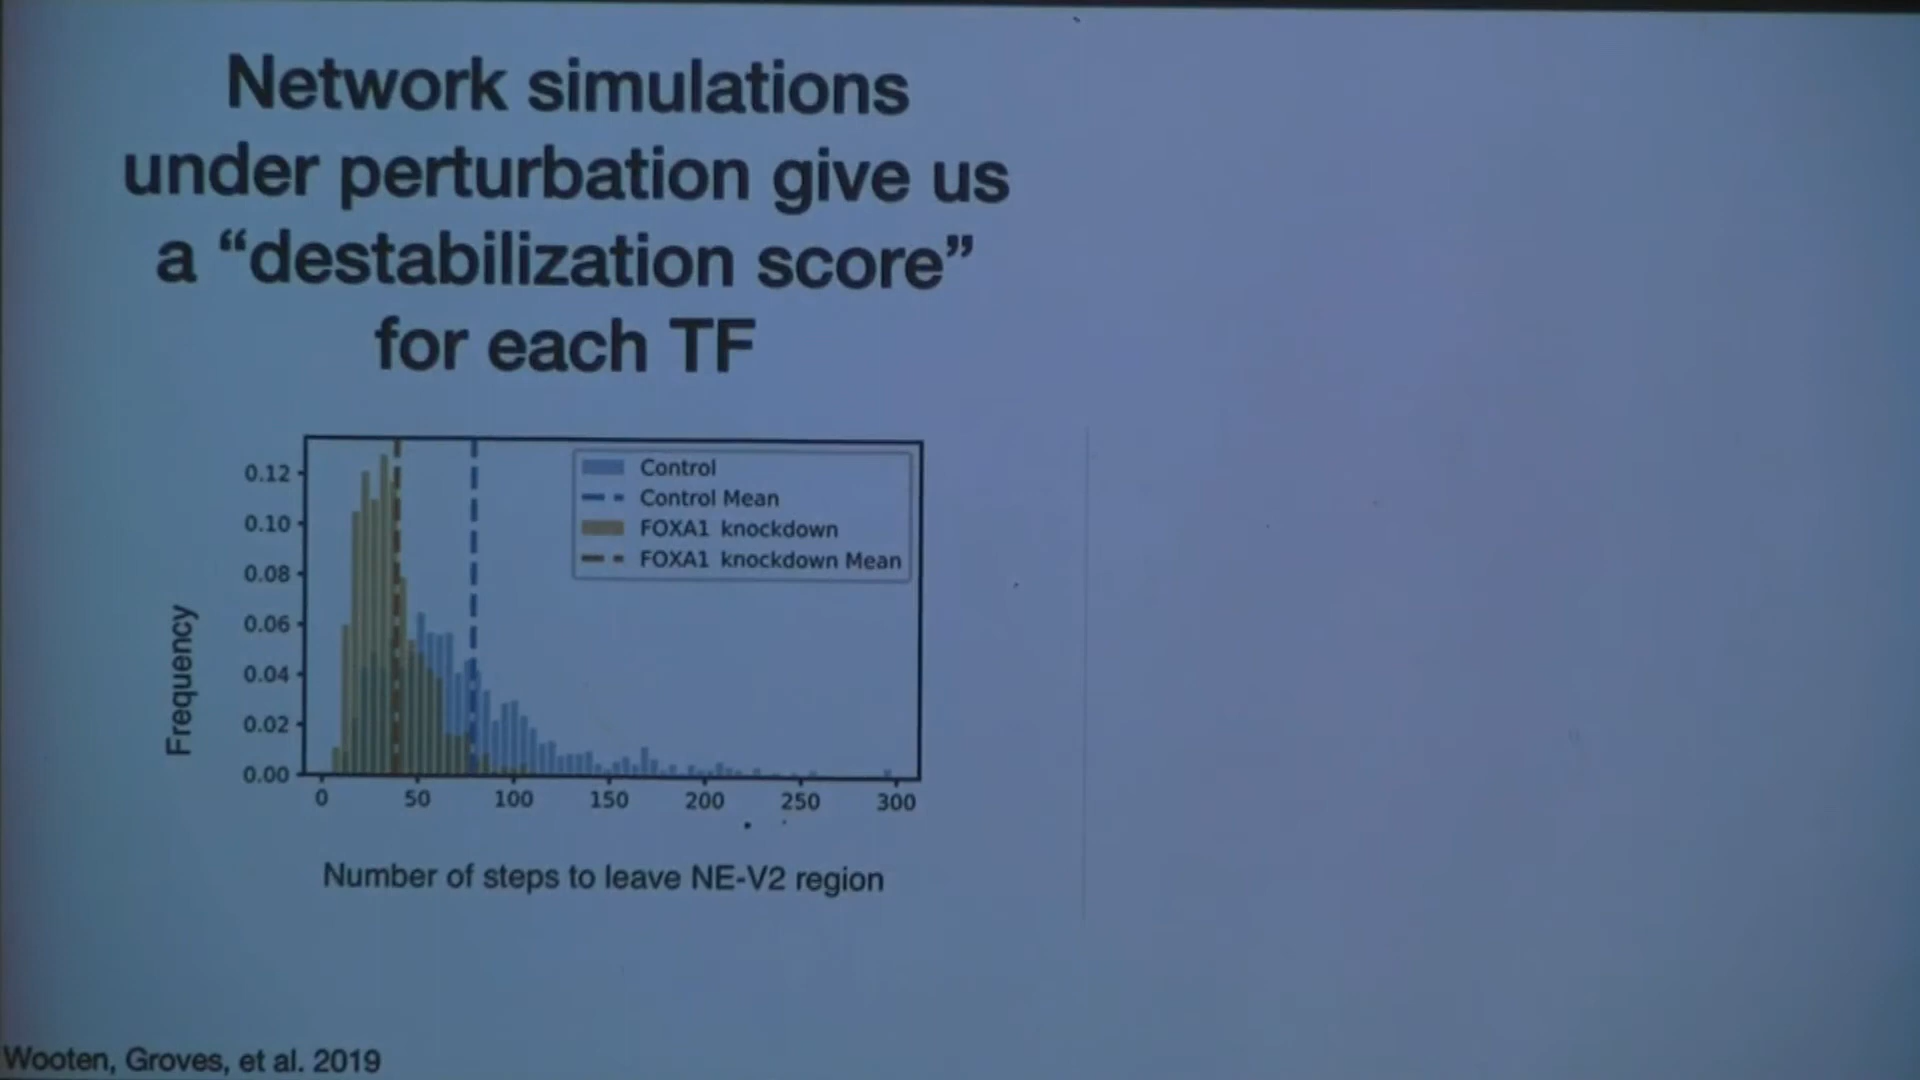 Network simulations
under perturbation give us
a “destabilization score”
for each TF
Control
Control Mean
FOXA1 knockdown
FOXA1 knockdown Mean
0.12
0.10
0.08
0.06
0.04
0.02
0.00
Frequency
0 50 100 150 200 250 300
Number of steps to leave NE-V2 region
Wooten, Groves, et al. 2019